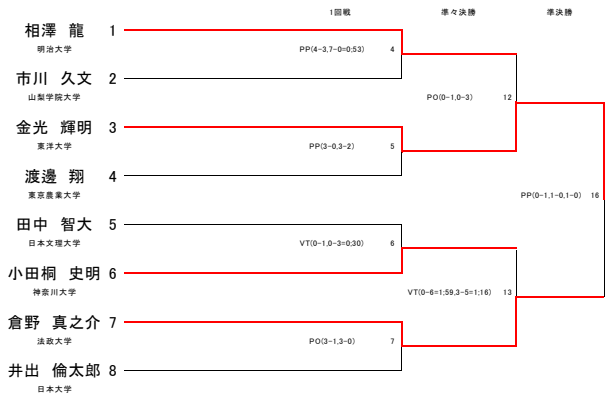 1回戦 準々決勝 準決勝
相澤 龍 1
明治大学
PP(4-3,7-0=0;53) 4
市川 久文 2
山梨学院大学
PO(0-1,0-3) 12
金光 輝明 3
東洋大学
PP(3-0,3-2) 5
渡邊 翔 4
東京農業大学
PP(0-1,1-0,1-0) 16
田中 智大 5
日本文理大学
VT(0-1,0-3=0;30) 6
小田桐 史明 6
神奈川大学
VT(0-6=1;59,3-5=1;16) 13
倉野 真之介 7
法政大学
PO(3-1,3-0) 7
井出 倫太郎 8
日本大学